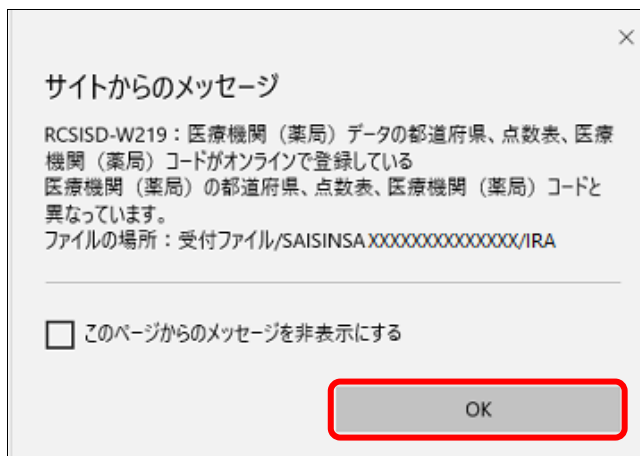 サイトからのメッセージ
RCSISD-W219：医療機関（薬局）データの都道府県、点数表、医療
機関（薬局）コードがオンラインで登録している
医療機関（薬局）の都道府県、点数表、医療機関（薬局）コードと
異なっています。
ファイルの場所：受付ファイル/SAISINSAXXXXXXXXXXXXXX/IRA
このページからのメッセージを非表示にする
OK